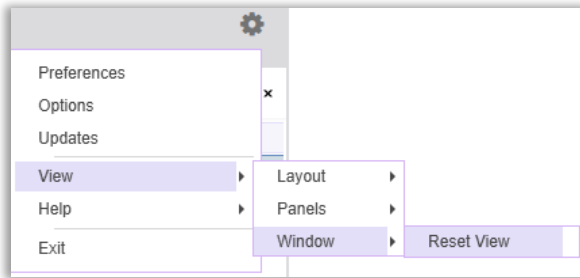 Preferences
Options
Updates
View
Help
Exit
Layout
Panels
Window
Reset View